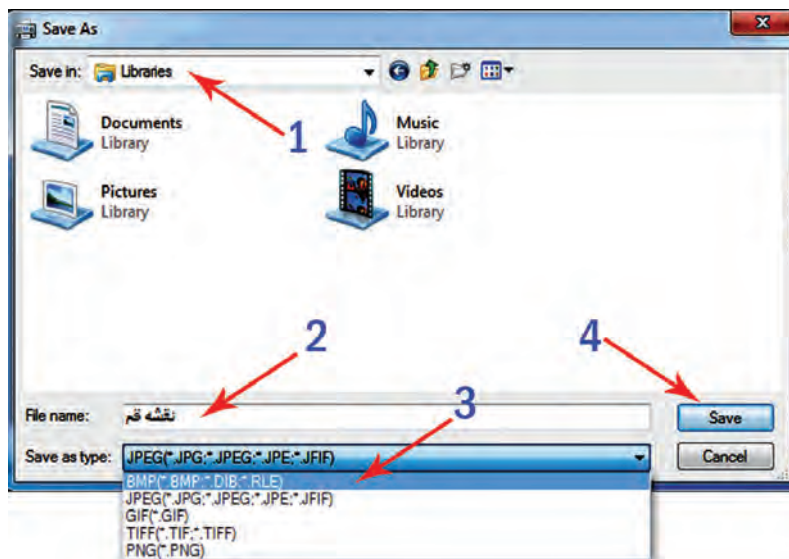 Save As
Save in: Libraries
1
Documents
Library
Music
Library
Pictures
Library
Videos
Library
2
4
3
File name: نقشه قم
Save
Save as type: JPEG(*.JPG;*.JPEG;*.JPE;*.JFIF)
Cancel
BMP(*.BMP;*.DIB;*.RLE)
JPEG(*.JPG;*.JPEG;*.JPE;*.JFIF)
GIF(*.GIF)
TIFF(*.TIF;*.TIFF)
PNG(*.PNG)